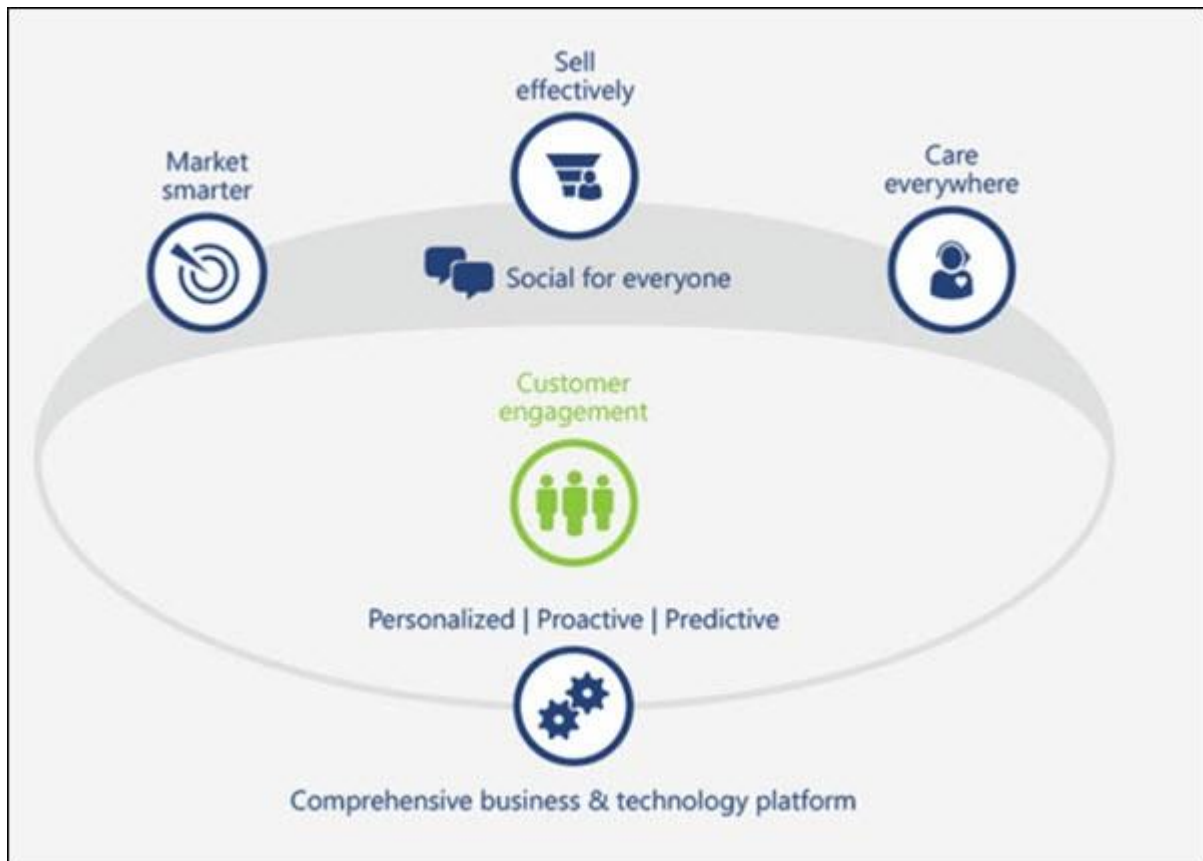 Sell
effectively
Market
smarter
Care
everywhere
Social for everyone
Customer
engagement
Personalized | Proactive | Predictive
Comprehensive business & technology platform